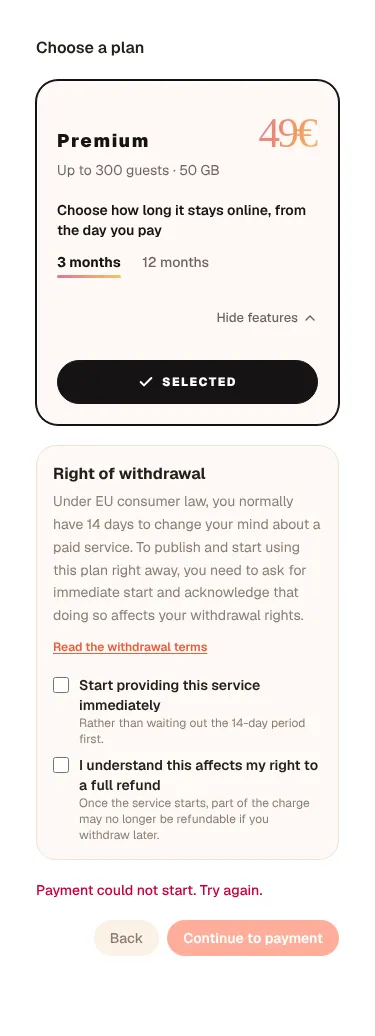 Choose a plan
Premium
49€
Up to 300 guests · 50 GB
Choose how long it stays online, from
the day you pay
3 months 12 months
Hide features
SELECTED
Right of withdrawal
Under EU consumer law, you normally
have 14 days to change your mind about a
paid service. To publish and start using
this plan right away, you need to ask for
immediate start and acknowledge that
doing so affects your withdrawal rights.
Read the withdrawal terms
Start providing this service
immediately
Rather than waiting out the 14-day period
first.
I understand this affects my right to
a full refund
Once the service starts, part of the charge
may no longer be refundable if you
withdraw later.
Payment could not start. Try again.
Back Continue to payment